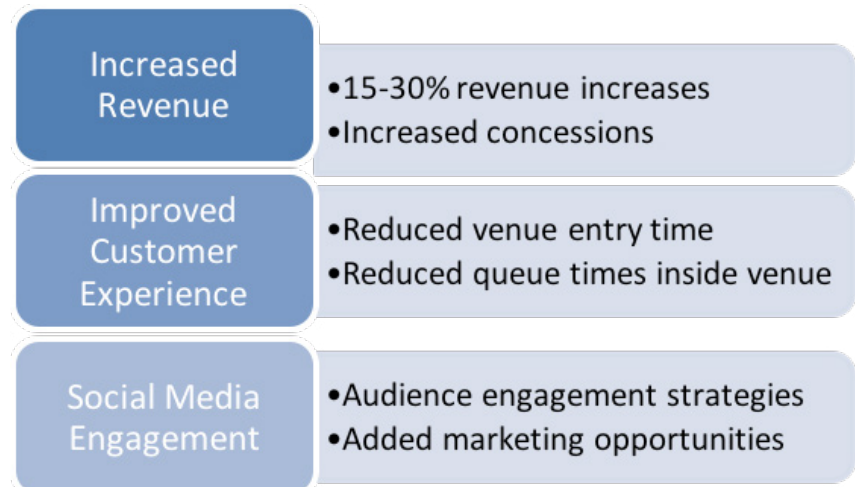 Increased
Revenue
•15-30% revenue increases
•Increased concessions
Improved
Customer
Experience
•Reduced venue entry time
•Reduced queue times inside venue
Social Media
Engagement
•Audience engagement strategies
•Added marketing opportunities